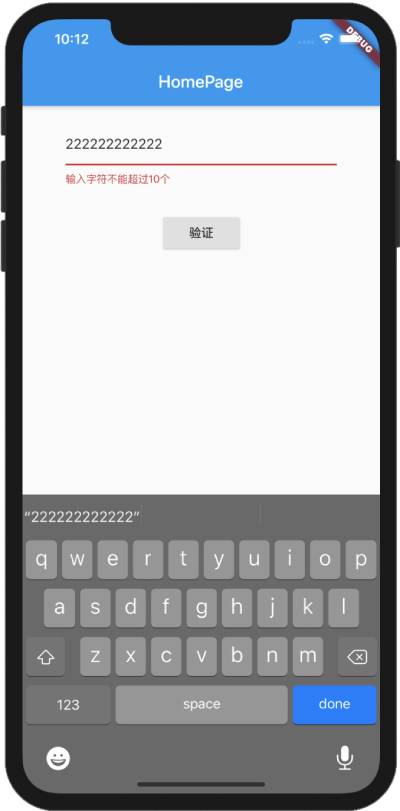 10:12
DEBUG
HomePage
222222222222
输入字符不能超过10个
验证
“222222222222”
q w e r t y u i o p
a s d f g h j k l
z x c v b n m
123 space done